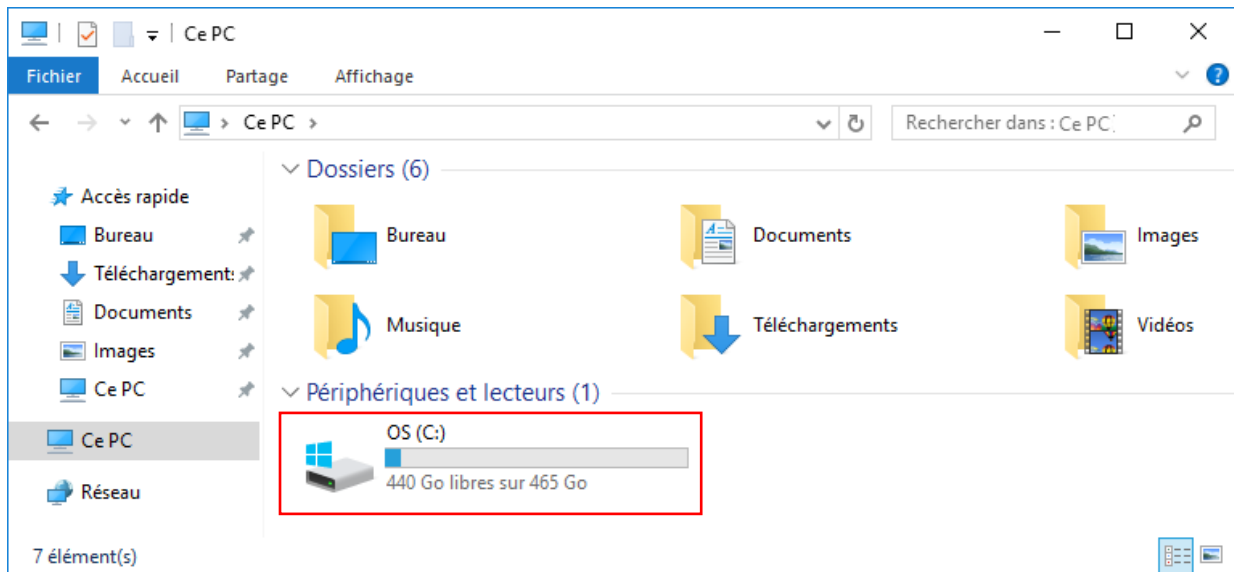 Ce PC
Fichier Accueil Partage Affichage
Ce PC
Rechercher dans : Ce PC
Accès rapide
Bureau
Téléchargements
Documents
Images
Ce PC
Ce PC
Réseau
Dossiers (6)
Bureau
Documents
Images
Musique
Téléchargements
Vidéos
Périphériques et lecteurs (1)
OS (C:)
440 Go libres sur 465 Go
7 élément(s)